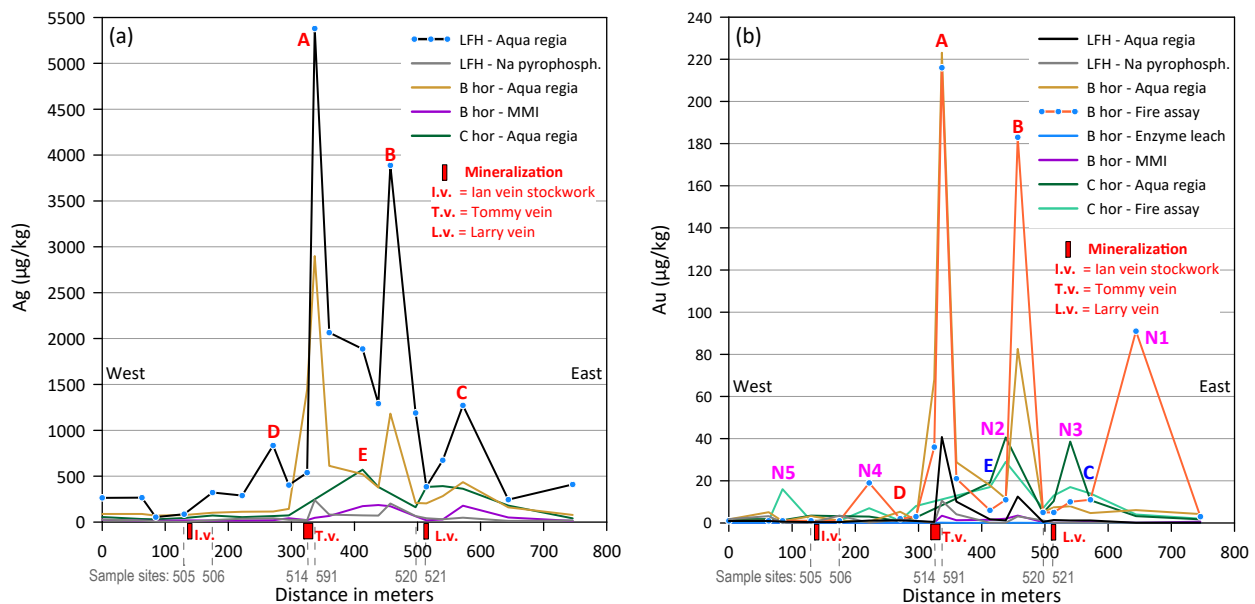 (a)
5500
5000
4500
4000
3500
3000
2500
2000
1500
1000
500
0
Ag (µg/kg)
LFH - Aqua regia
LFH - Na pyrophosph.
B hor - Aqua regia
B hor - MMI
C hor - Aqua regia
Mineralization
I.v. = Ian vein stockwork
T.v. = Tommy vein
L.v. = Larry vein
A
B
C
D
E
West
East
0 100 200 300 400 500 600 700 800
I.v. T.v. L.v.
Sample sites: 505 506 514 591 520 521
Distance in meters
(b)
240
220
200
180
160
140
120
100
80
60
40
20
0
Au (µg/kg)
LFH - Aqua regia
LFH - Na pyrophosph.
B hor - Aqua regia
B hor - Fire assay
B hor - Enzyme leach
B hor - MMI
C hor - Aqua regia
C hor - Fire assay
Mineralization
I.v. = Ian vein stockwork
T.v. = Tommy vein
L.v. = Larry vein
A
B
N1
West
East
N2
N3
E
C
N5
N4
D
0 100 200 300 400 500 600 700 800
I.v. T.v. L.v.
Sample sites: 505 506 514 591 520 521
Distance in meters